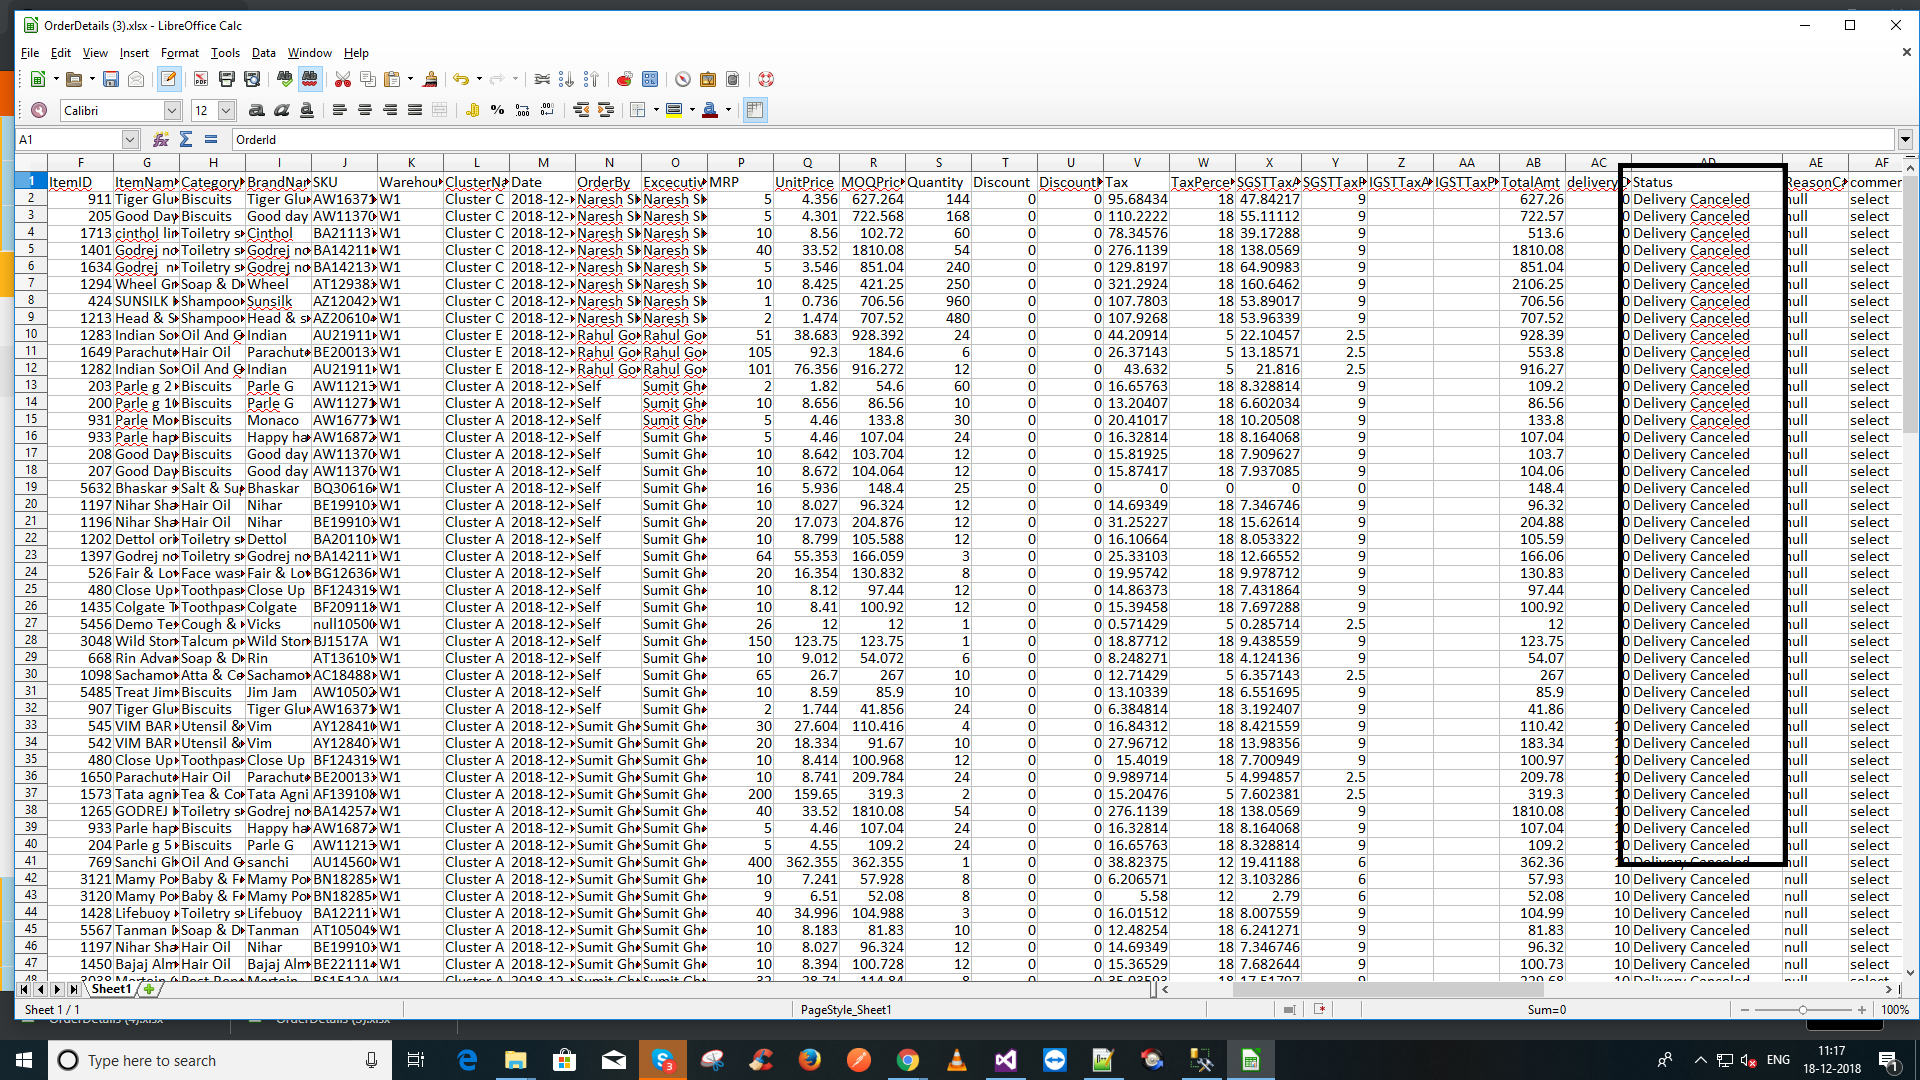 OrderDetails (3).xlsx - LibreOffice Calc
File Edit View Insert Format Tools Data Window Help
Calibri 12
A1 OrderId
F G H I J K L M N O P Q R S T U V W X Y Z AA AB AC AD AE AF
1 ItemID ItemNam Category BrandNar SKU Warehou ClusterNa Date OrderBy Excecutiv MRP UnitPrice MOQPric Quantity Discount Discount Tax TaxPerce SGSTTaxA SGSTTaxP IGSTTaxA IGSTTaxP TotalAmt delivery Status ReasonCa commer
2 911 Tiger Glu Biscuits Tiger Glu AW16371 W1 Cluster C 2018-12- Naresh Sh Naresh Sh 5 4.356 627.264 144 0 0 95.68434 18 47.84217 9 627.26 0 Delivery Canceled null select
3 205 Good Day Biscuits Good day AW11370 W1 Cluster C 2018-12- Naresh Sh Naresh Sh 5 4.301 722.568 168 0 0 110.2222 18 55.11112 9 722.57 0 Delivery Canceled null select
4 1713 cinthol lir Toiletry s Cinthol BA21113 W1 Cluster C 2018-12- Naresh Sh Naresh Sh 10 8.56 102.72 60 0 0 78.34576 18 39.17288 9 513.6 0 Delivery Canceled null select
5 1401 Godrej no Toiletry s Godrej no BA14211 W1 Cluster C 2018-12- Naresh Sh Naresh Sh 40 33.52 1810.08 54 0 0 276.1139 18 138.0569 9 1810.08 0 Delivery Canceled null select
6 1634 Godrej n Toiletry s Godrej no BA14213 W1 Cluster C 2018-12- Naresh Sh Naresh Sh 5 3.546 851.04 240 0 0 129.8197 18 64.90983 9 851.04 0 Delivery Canceled null select
7 1294 Wheel Gr Soap & D Wheel AT12938 W1 Cluster C 2018-12- Naresh Sh Naresh Sh 10 8.425 421.25 250 0 0 321.2924 18 160.6462 9 2106.25 0 Delivery Canceled null select
8 424 SUNSILK Shampoo Sunsilk AZ12042 W1 Cluster C 2018-12- Naresh Sh Naresh Sh 1 0.736 706.56 960 0 0 107.7803 18 53.89017 9 706.56 0 Delivery Canceled null select
9 1213 Head & S Shampoo Head & s AZ20610 W1 Cluster C 2018-12- Naresh Sh Naresh Sh 2 1.474 707.52 480 0 0 107.9268 18 53.96339 9 707.52 0 Delivery Canceled null select
10 1283 Indian So Oil And G Indian AU21911 W1 Cluster E 2018-12- Rahul Go Rahul Go 51 38.683 928.392 24 0 0 44.20914 5 22.10457 2.5 928.39 0 Delivery Canceled null select
11 1649 Parachut Hair Oil Parachut BE20013 W1 Cluster E 2018-12- Rahul Go Rahul Go 105 92.3 184.6 6 0 0 26.37143 5 13.18571 2.5 553.8 0 Delivery Canceled null select
12 1282 Indian So Oil And G Indian AU21911 W1 Cluster E 2018-12- Rahul Go Rahul Go 101 76.356 916.272 12 0 0 43.632 5 21.816 2.5 916.27 0 Delivery Canceled null select
13 203 Parle g 2 Biscuits Parle G AW11213 W1 Cluster A 2018-12- Self Sumit Gh 2 1.82 54.6 60 0 0 16.65763 18 8.328814 9 109.2 0 Delivery Canceled null select
14 200 Parle g 10 Biscuits Parle G AW11271 W1 Cluster A 2018-12- Self Sumit Gh 10 8.656 86.56 10 0 0 13.20407 18 6.602034 9 86.56 0 Delivery Canceled null select
15 931 Parle Mo Biscuits Monaco AW16771 W1 Cluster A 2018-12- Self Sumit Gh 5 4.46 133.8 30 0 0 20.41017 18 10.20508 9 133.8 0 Delivery Canceled null select
16 933 Parle hap Biscuits Happy ha AW16872 W1 Cluster A 2018-12- Self Sumit Gh 5 4.46 107.04 24 0 0 16.32814 18 8.164068 9 107.04 0 Delivery Canceled null select
17 208 Good Day Biscuits Good day AW11370 W1 Cluster A 2018-12- Self Sumit Gh 10 8.642 103.704 12 0 0 15.81925 18 7.909627 9 103.7 0 Delivery Canceled null select
18 207 Good Day Biscuits Good day AW11370 W1 Cluster A 2018-12- Self Sumit Gh 10 8.672 104.064 12 0 0 15.87417 18 7.937085 9 104.06 0 Delivery Canceled null select
19 5632 Bhaskar s Salt & Su Bhaskar BQ30616 W1 Cluster A 2018-12- Self Sumit Gh 16 5.936 148.4 25 0 0 0 0 0 0 148.4 0 Delivery Canceled null select
20 1197 Nihar Sha Hair Oil Nihar BE19910 W1 Cluster A 2018-12- Self Sumit Gh 10 8.027 96.324 12 0 0 14.69349 18 7.346746 9 96.32 0 Delivery Canceled null select
21 1196 Nihar Sha Hair Oil Nihar BE19910 W1 Cluster A 2018-12- Self Sumit Gh 20 17.073 204.876 12 0 0 31.25227 18 15.62614 9 204.88 0 Delivery Canceled null select
22 1202 Dettol ori Toiletry s Dettol BA20110 W1 Cluster A 2018-12- Self Sumit Gh 10 8.799 105.588 12 0 0 16.10664 18 8.053322 9 105.59 0 Delivery Canceled null select
23 1397 Godrej no Toiletry s Godrej no BA14211 W1 Cluster A 2018-12- Self Sumit Gh 64 55.353 166.059 3 0 0 25.33103 18 12.66552 9 166.06 0 Delivery Canceled null select
24 526 Fair & Lo Face was Fair & Lo BG12636 W1 Cluster A 2018-12- Self Sumit Gh 20 16.354 130.832 8 0 0 19.95742 18 9.978712 9 130.83 0 Delivery Canceled null select
25 480 Close Up Toothpas Close Up BF124319 W1 Cluster A 2018-12- Self Sumit Gh 10 8.12 97.44 12 0 0 14.86373 18 7.431864 9 97.44 0 Delivery Canceled null select
26 1435 Colgate T Toothpas Colgate BF209118 W1 Cluster A 2018-12- Self Sumit Gh 10 8.41 100.92 12 0 0 15.39458 18 7.697288 9 100.92 0 Delivery Canceled null select
27 5456 Demo Te Cough & Vicks null10500 W1 Cluster A 2018-12- Self Sumit Gh 26 12 12 1 0 0 0.571429 5 0.285714 2.5 12 0 Delivery Canceled null select
28 3048 Wild Stor Talcum p Wild Stor BJ1517A W1 Cluster A 2018-12- Self Sumit Gh 150 123.75 123.75 1 0 0 18.87712 18 9.438559 9 123.75 0 Delivery Canceled null select
29 668 Rin Adva Soap & D Rin AT13610 W1 Cluster A 2018-12- Self Sumit Gh 10 9.012 54.072 6 0 0 8.248271 18 4.124136 9 54.07 0 Delivery Canceled null select
30 1098 Sachamo Atta & Ce Sachamo AC18488 W1 Cluster A 2018-12- Self Sumit Gh 65 26.7 267 10 0 0 12.71429 5 6.357143 2.5 267 0 Delivery Canceled null select
31 5485 Treat Jim Biscuits Jim Jam AW10502 W1 Cluster A 2018-12- Self Sumit Gh 10 8.59 85.9 10 0 0 13.10339 18 6.551695 9 85.9 0 Delivery Canceled null select
32 907 Tiger Glu Biscuits Tiger Glu AW16371 W1 Cluster A 2018-12- Self Sumit Gh 2 1.744 41.856 24 0 0 6.384814 18 3.192407 9 41.86 0 Delivery Canceled null select
33 545 VIM BAR Utensil & Vim AY12841 W1 Cluster A 2018-12- Sumit Gh Sumit Gh 30 27.604 110.416 4 0 0 16.84312 18 8.421559 9 110.42 10 Delivery Canceled null select
34 542 VIM BAR Utensil & Vim AY12840 W1 Cluster A 2018-12- Sumit Gh Sumit Gh 20 18.334 91.67 10 0 0 27.96712 18 13.98356 9 183.34 10 Delivery Canceled null select
35 480 Close Up Toothpas Close Up BF124319 W1 Cluster A 2018-12- Sumit Gh Sumit Gh 10 8.414 100.968 12 0 0 15.4019 18 7.700949 9 100.97 10 Delivery Canceled null select
36 1650 Parachut Hair Oil Parachut BE20013 W1 Cluster A 2018-12- Sumit Gh Sumit Gh 10 8.741 209.784 24 0 0 9.989714 5 4.994857 2.5 209.78 10 Delivery Canceled null select
37 1573 Tata agni Tea & Co Tata Agni AF139108 W1 Cluster A 2018-12- Sumit Gh Sumit Gh 200 159.65 319.3 2 0 0 15.20476 5 7.602381 2.5 319.3 10 Delivery Canceled null select
38 1265 GODREJ Toiletry s Godrej no BA14257 W1 Cluster A 2018-12- Sumit Gh Sumit Gh 40 33.52 1810.08 54 0 0 276.1139 18 138.0569 9 1810.08 10 Delivery Canceled null select
39 933 Parle hap Biscuits Happy ha AW16872 W1 Cluster A 2018-12- Sumit Gh Sumit Gh 5 4.46 107.04 24 0 0 16.32814 18 8.164068 9 107.04 10 Delivery Canceled null select
40 204 Parle g 5 Biscuits Parle G AW11213 W1 Cluster A 2018-12- Sumit Gh Sumit Gh 5 4.55 109.2 24 0 0 16.65763 18 8.328814 9 109.2 10 Delivery Canceled null select
41 769 Sanchi Gh Oil And G sanchi AU14560 W1 Cluster A 2018-12- Sumit Gh Sumit Gh 400 362.355 362.355 1 0 0 38.82375 12 19.41188 6 362.36 10 Delivery Canceled null select
42 3121 Mamy Po Baby & F Mamy Po BN18285 W1 Cluster A 2018-12- Sumit Gh Sumit Gh 10 7.241 57.928 8 0 0 6.206571 12 3.103286 6 57.93 10 Delivery Canceled null select
43 3120 Mamy Po Baby & F Mamy Po BN18285 W1 Cluster A 2018-12- Sumit Gh Sumit Gh 9 6.51 52.08 8 0 0 5.58 12 2.79 6 52.08 10 Delivery Canceled null select
44 1428 Lifebuoy Toiletry s Lifebuoy BA12211 W1 Cluster A 2018-12- Sumit Gh Sumit Gh 40 34.996 104.988 3 0 0 16.01512 18 8.007559 9 104.99 10 Delivery Canceled null select
45 5567 Tanman Soap & D Tanman AT105049 W1 Cluster A 2018-12- Sumit Gh Sumit Gh 10 8.183 81.83 10 0 0 12.48254 18 6.241271 9 81.83 10 Delivery Canceled null select
46 1197 Nihar Sha Hair Oil Nihar BE19910 W1 Cluster A 2018-12- Sumit Gh Sumit Gh 10 8.027 96.324 12 0 0 14.69349 18 7.346746 9 96.32 10 Delivery Canceled null select
47 1450 Bajaj Alm Hair Oil Bajaj Alm BE22111 W1 Cluster A 2018-12- Sumit Gh Sumit Gh 10 8.394 100.728 12 0 0 15.36529 18 7.682644 9 100.73 10 Delivery Canceled null select
Sheet1
Sheet 1 / 1 PageStyle_Sheet1 Sum=0 100%
Type here to search
ENG 11:17
18-12-2018